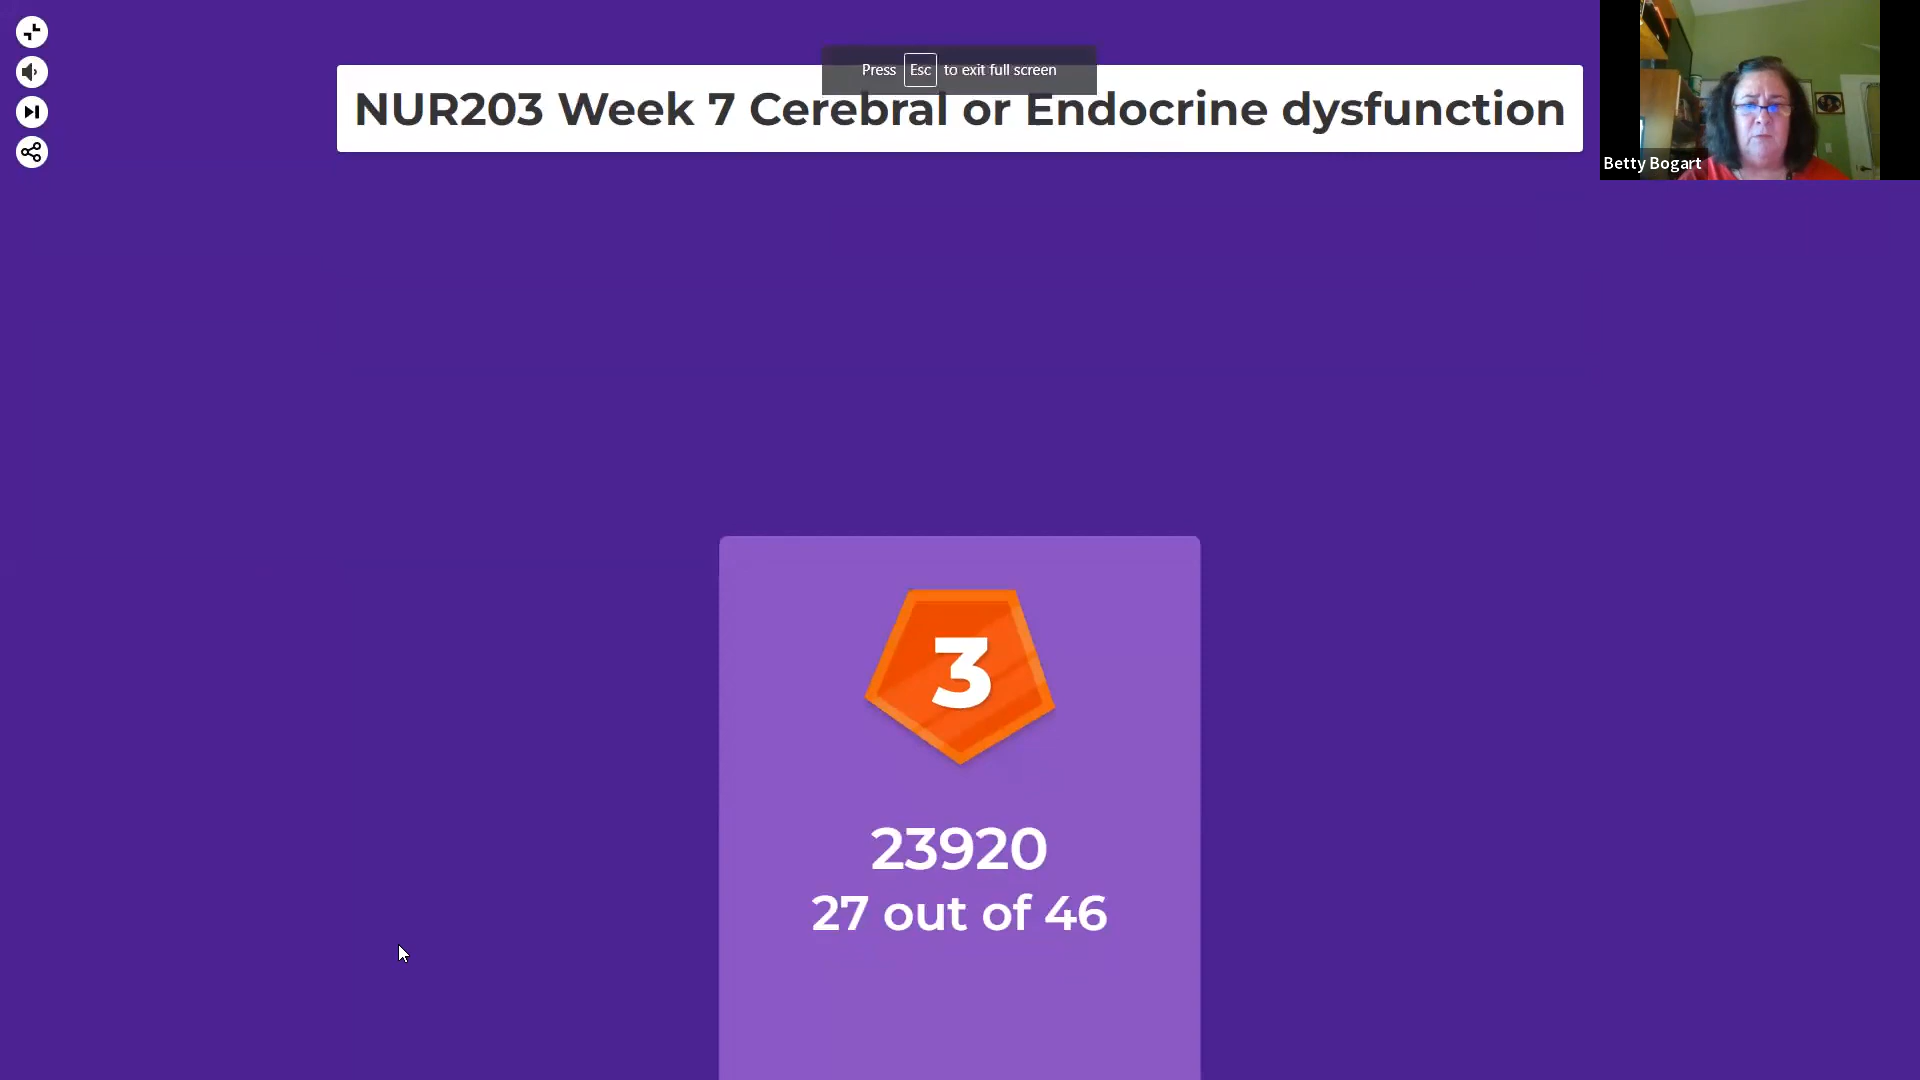 Press Esc to exit full screen
NUR203 Week 7 Cerebral or Endocrine dysfunction
Betty Bogart
3
23920
27 out of 46